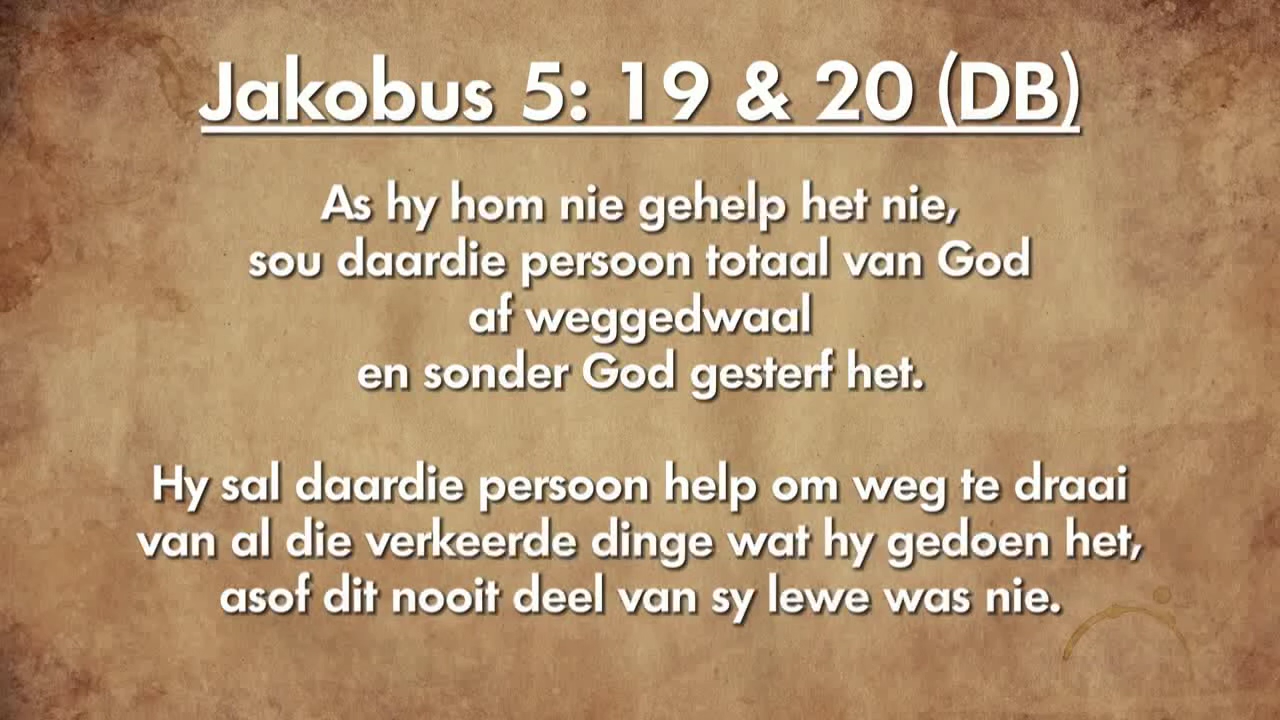 Jakobus 5: 19 & 20 (DB)
As hy hom nie gehelp het nie,
sou daardie persoon totaal van God
af weggedwaal
en sonder God gesterf het.
Hy sal daardie persoon help om weg te draai
van al die verkeerde dinge wat hy gedoen het,
asof dit nooit deel van sy lewe was nie.